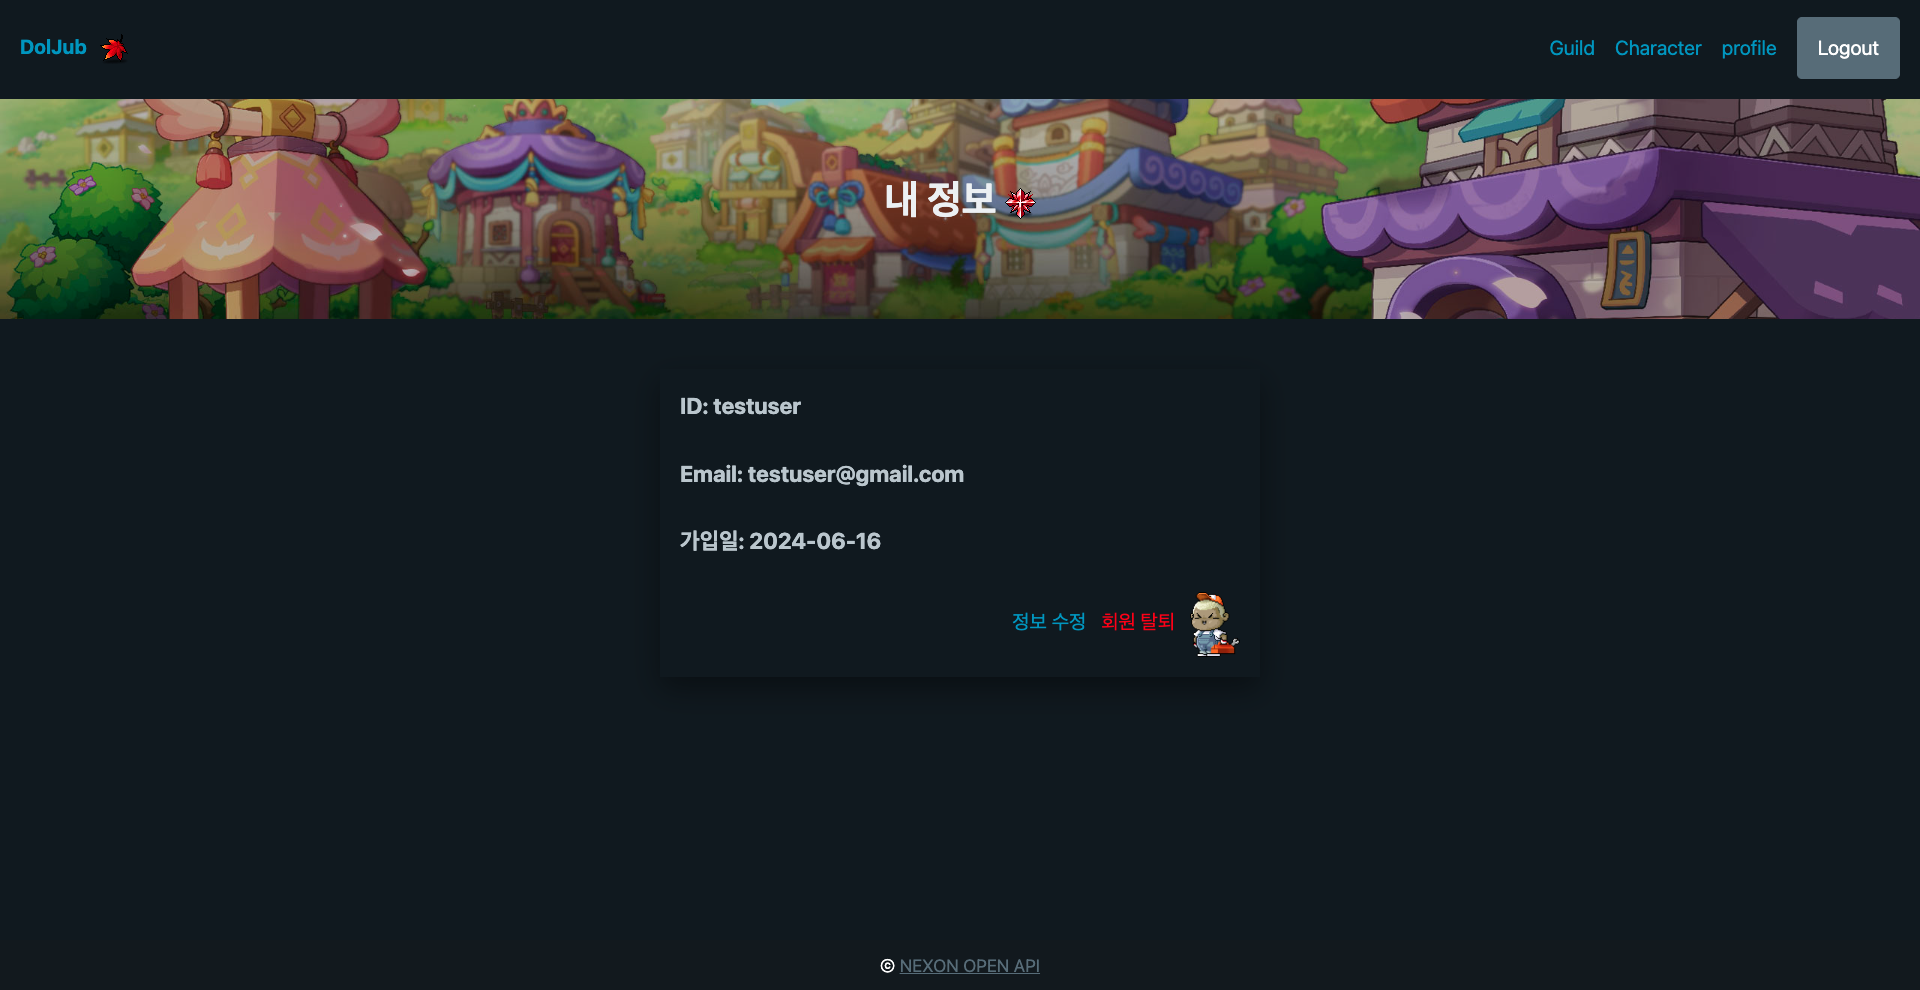 DolJub
Guild Character profile Logout
내 정보
ID: testuser
Email: testuser@gmail.com
가입일: 2024-06-16
정보 수정 회원 탈퇴
© NEXON OPEN API